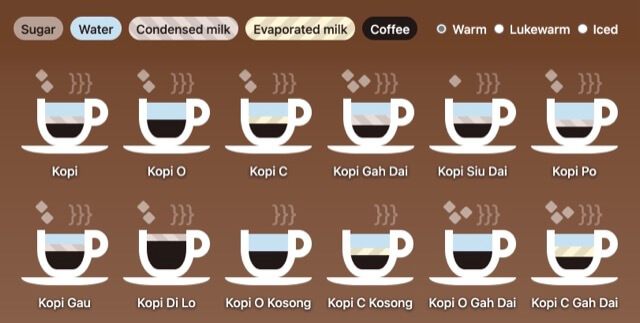 Sugar Water Condensed milk Evaporated milk Coffee Warm Lukewarm Iced
Kopi Kopi O Kopi C Kopi Gah Dai Kopi Siu Dai Kopi Po
Kopi Gau Kopi Di Lo Kopi O Kosong Kopi C Kosong Kopi O Gah Dai Kopi C Gah Dai